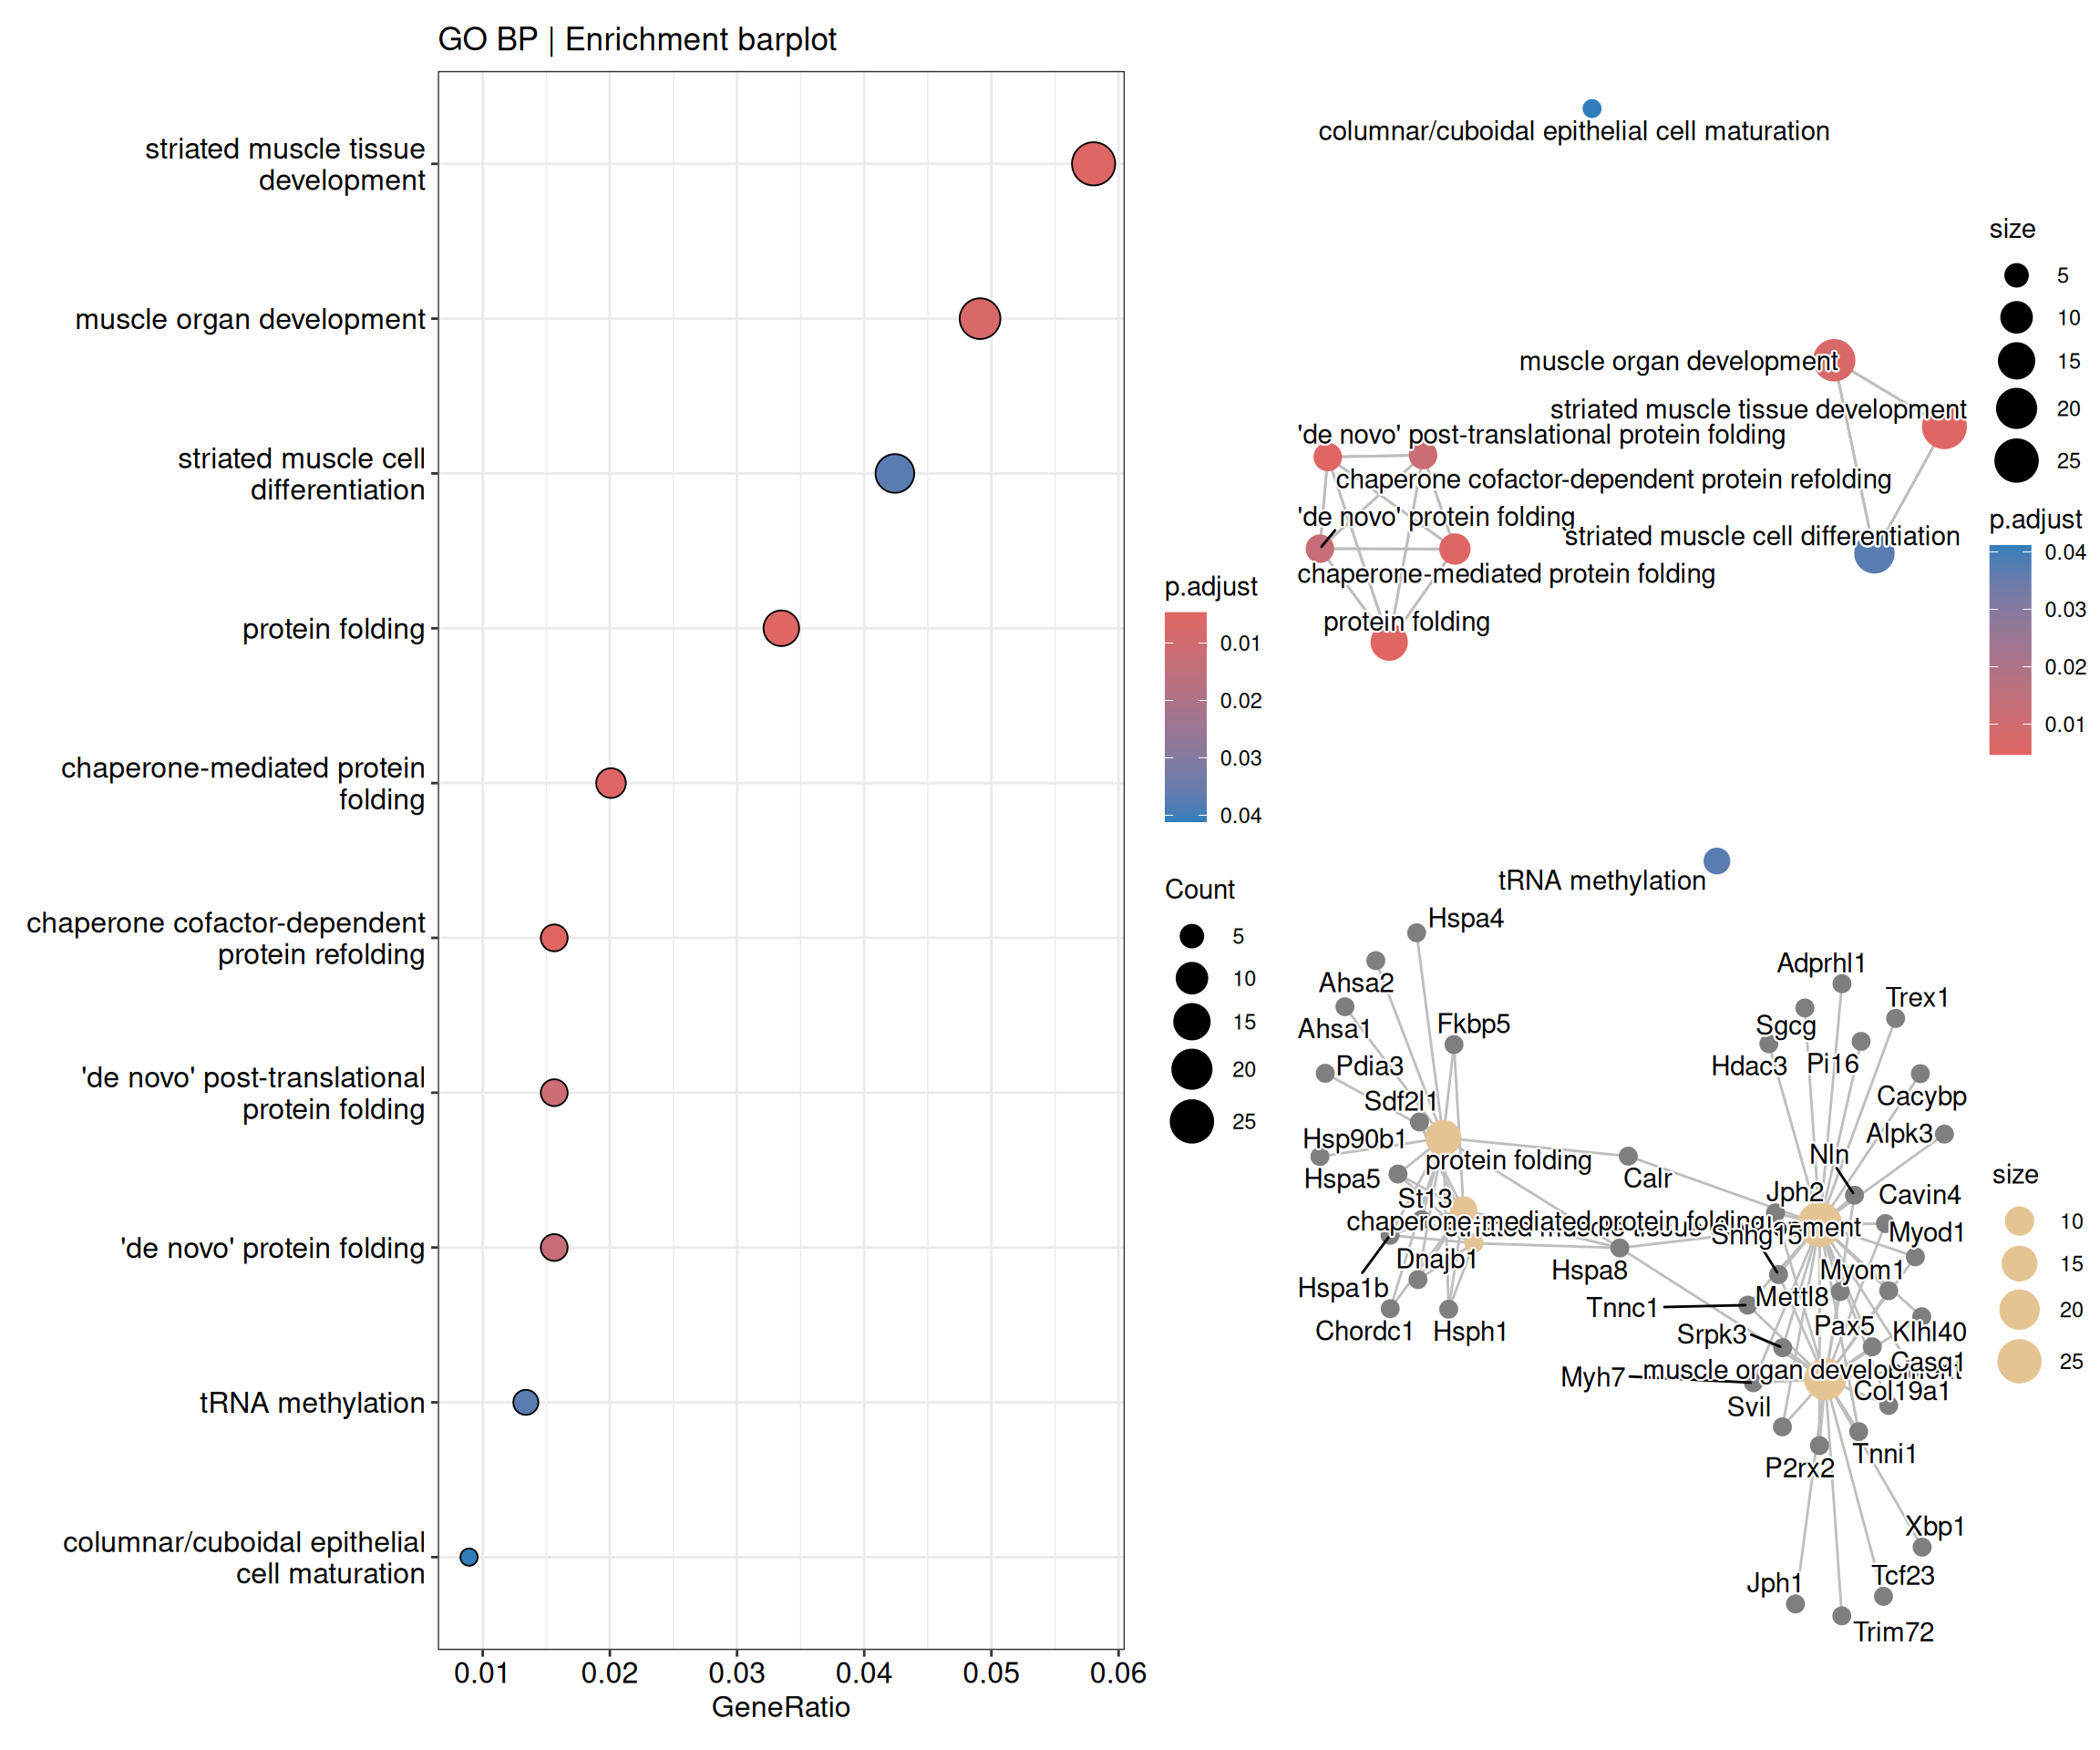 GO BP | Enrichment barplot
striated muscle tissue
development
muscle organ development
striated muscle cell
differentiation
protein folding
chaperone-mediated protein
folding
chaperone cofactor-dependent
protein refolding
'de novo' post-translational
protein folding
'de novo' protein folding
tRNA methylation
columnar/cuboidal epithelial
cell maturation
0.01
0.02
0.03
0.04
0.05
0.06
GeneRatio
p.adjust
0.01
0.02
0.03
0.04
Count
5
10
15
20
25
columnar/cuboidal epithelial cell maturation
muscle organ development
striated muscle tissue development
'de novo' post-translational protein folding
chaperone cofactor-dependent protein refolding
'de novo' protein folding
striated muscle cell differentiation
chaperone-mediated protein folding
protein folding
tRNA methylation
size
5
10
15
20
25
p.adjust
0.04
0.03
0.02
0.01
Hspa4
Ahsa2
Ahsa1
Fkbp5
Pdia3
Sdf2l1
Hsp90b1
protein folding
Hspa5
St13
chaperone-mediated protein folding
Dnajb1
Hspa1b
Chordc1
Hsph1
Calr
Hspa8
Adprhl1
Trex1
Sgcg
Hdac3
Pi16
Cacybp
Alpk3
Nln
Jph2
Cavin4
Snhg15
Myod1
Myom1
Mettl8
Tnnc1
Pax5
Klhl40
Srpk3
Casq1
Myh7
muscle organ development
Col19a1
Svil
Tnni1
P2rx2
Xbp1
Jph1
Tcf23
Trim72
size
10
15
20
25